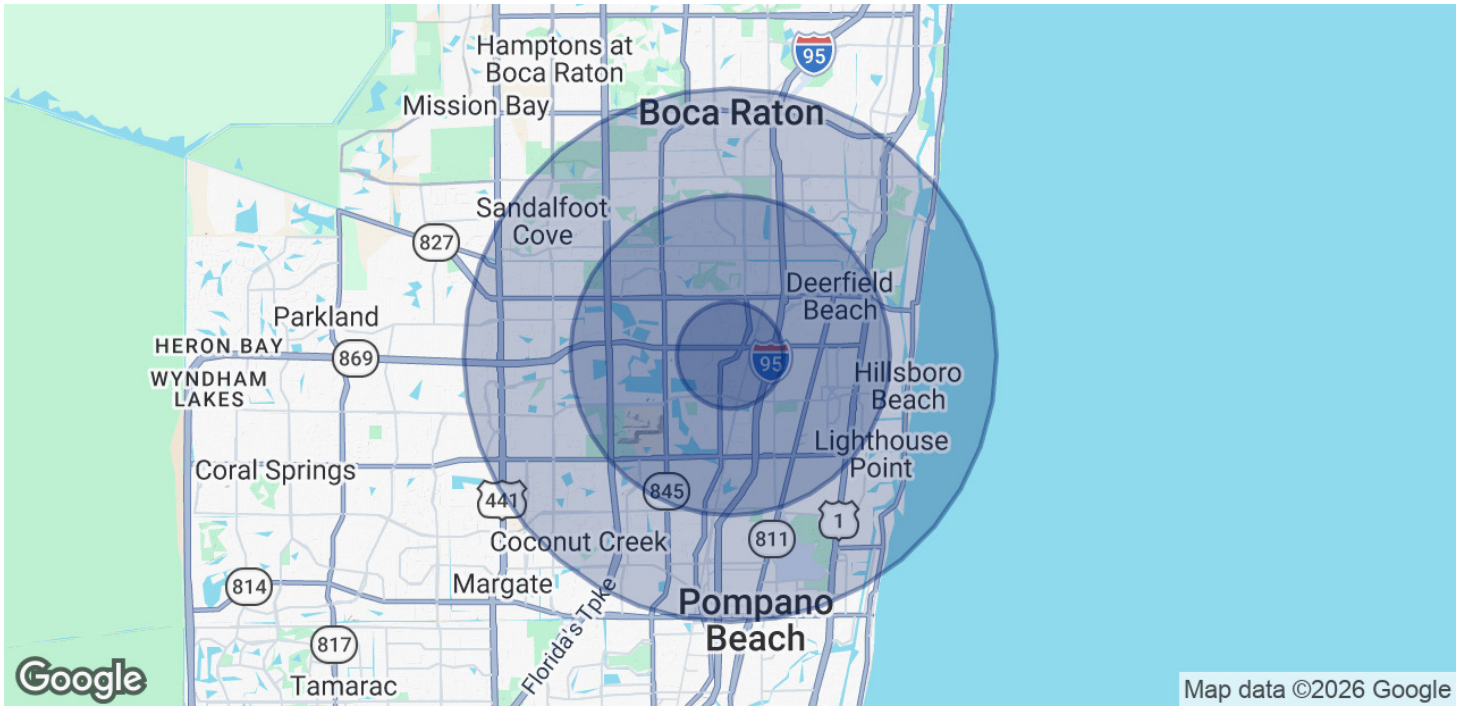 Hamptons at
Boca Raton
95
Mission Bay
Boca Raton
Sandalfoot
Cove
827
Deerfield
Beach
Parkland
HERON BAY
869
95
WYNDHAM
LAKES
Hillsboro
Beach
Lighthouse
Point
Coral Springs
441
845
1
811
Coconut Creek
Margate
814
Florida's Tpke
Pompano
Beach
817
Tamarac
Google
Map data ©2026 Google